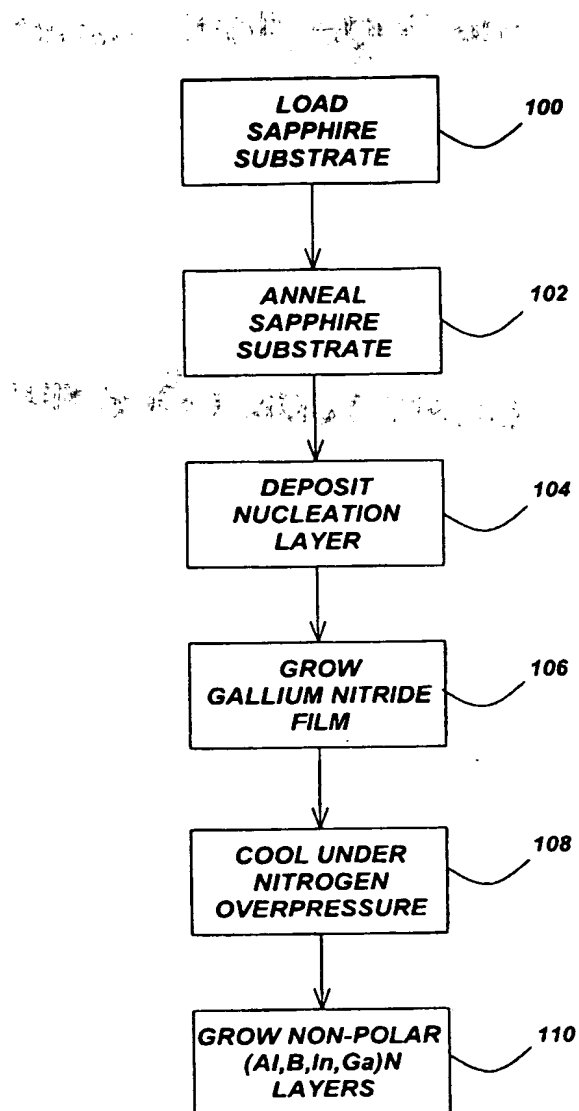 LOAD
SAPPHIRE
SUBSTRATE
100
ANNEAL
SAPPHIRE
SUBSTRATE
102
DEPOSIT
NUCLEATION
LAYER
104
GROW
GALLIUM NITRIDE
FILM
106
COOL UNDER
NITROGEN
OVERPRESSURE
108
GROW NON-POLAR
(Al,B,In,Ga)N
LAYERS
110